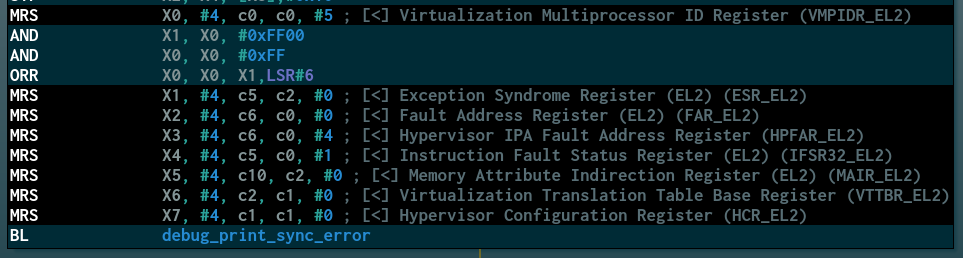 MRS X0, #4, c0, c0, #5 ; [<] Virtualization Multiprocessor ID Register (VMPIDR_EL2)
AND X1, X0, #0xFF00
AND X0, X0, #0xFF
ORR X0, X0, X1,LSR#6
MRS X1, #4, c5, c2, #0 ; [<] Exception Syndrome Register (EL2) (ESR_EL2)
MRS X2, #4, c6, c0, #0 ; [<] Fault Address Register (EL2) (FAR_EL2)
MRS X3, #4, c6, c0, #4 ; [<] Hypervisor IPA Fault Address Register (HPFAR_EL2)
MRS X4, #4, c5, c0, #1 ; [<] Instruction Fault Status Register (EL2) (IFSR32_EL2)
MRS X5, #4, c10, c2, #0 ; [<] Memory Attribute Indirection Register (EL2) (MAIR_EL2)
MRS X6, #4, c2, c1, #0 ; [<] Virtualization Translation Table Base Register (VTTBR_EL2)
MRS X7, #4, c1, c1, #0 ; [<] Hypervisor Configuration Register (HCR_EL2)
BL debug_print_sync_error